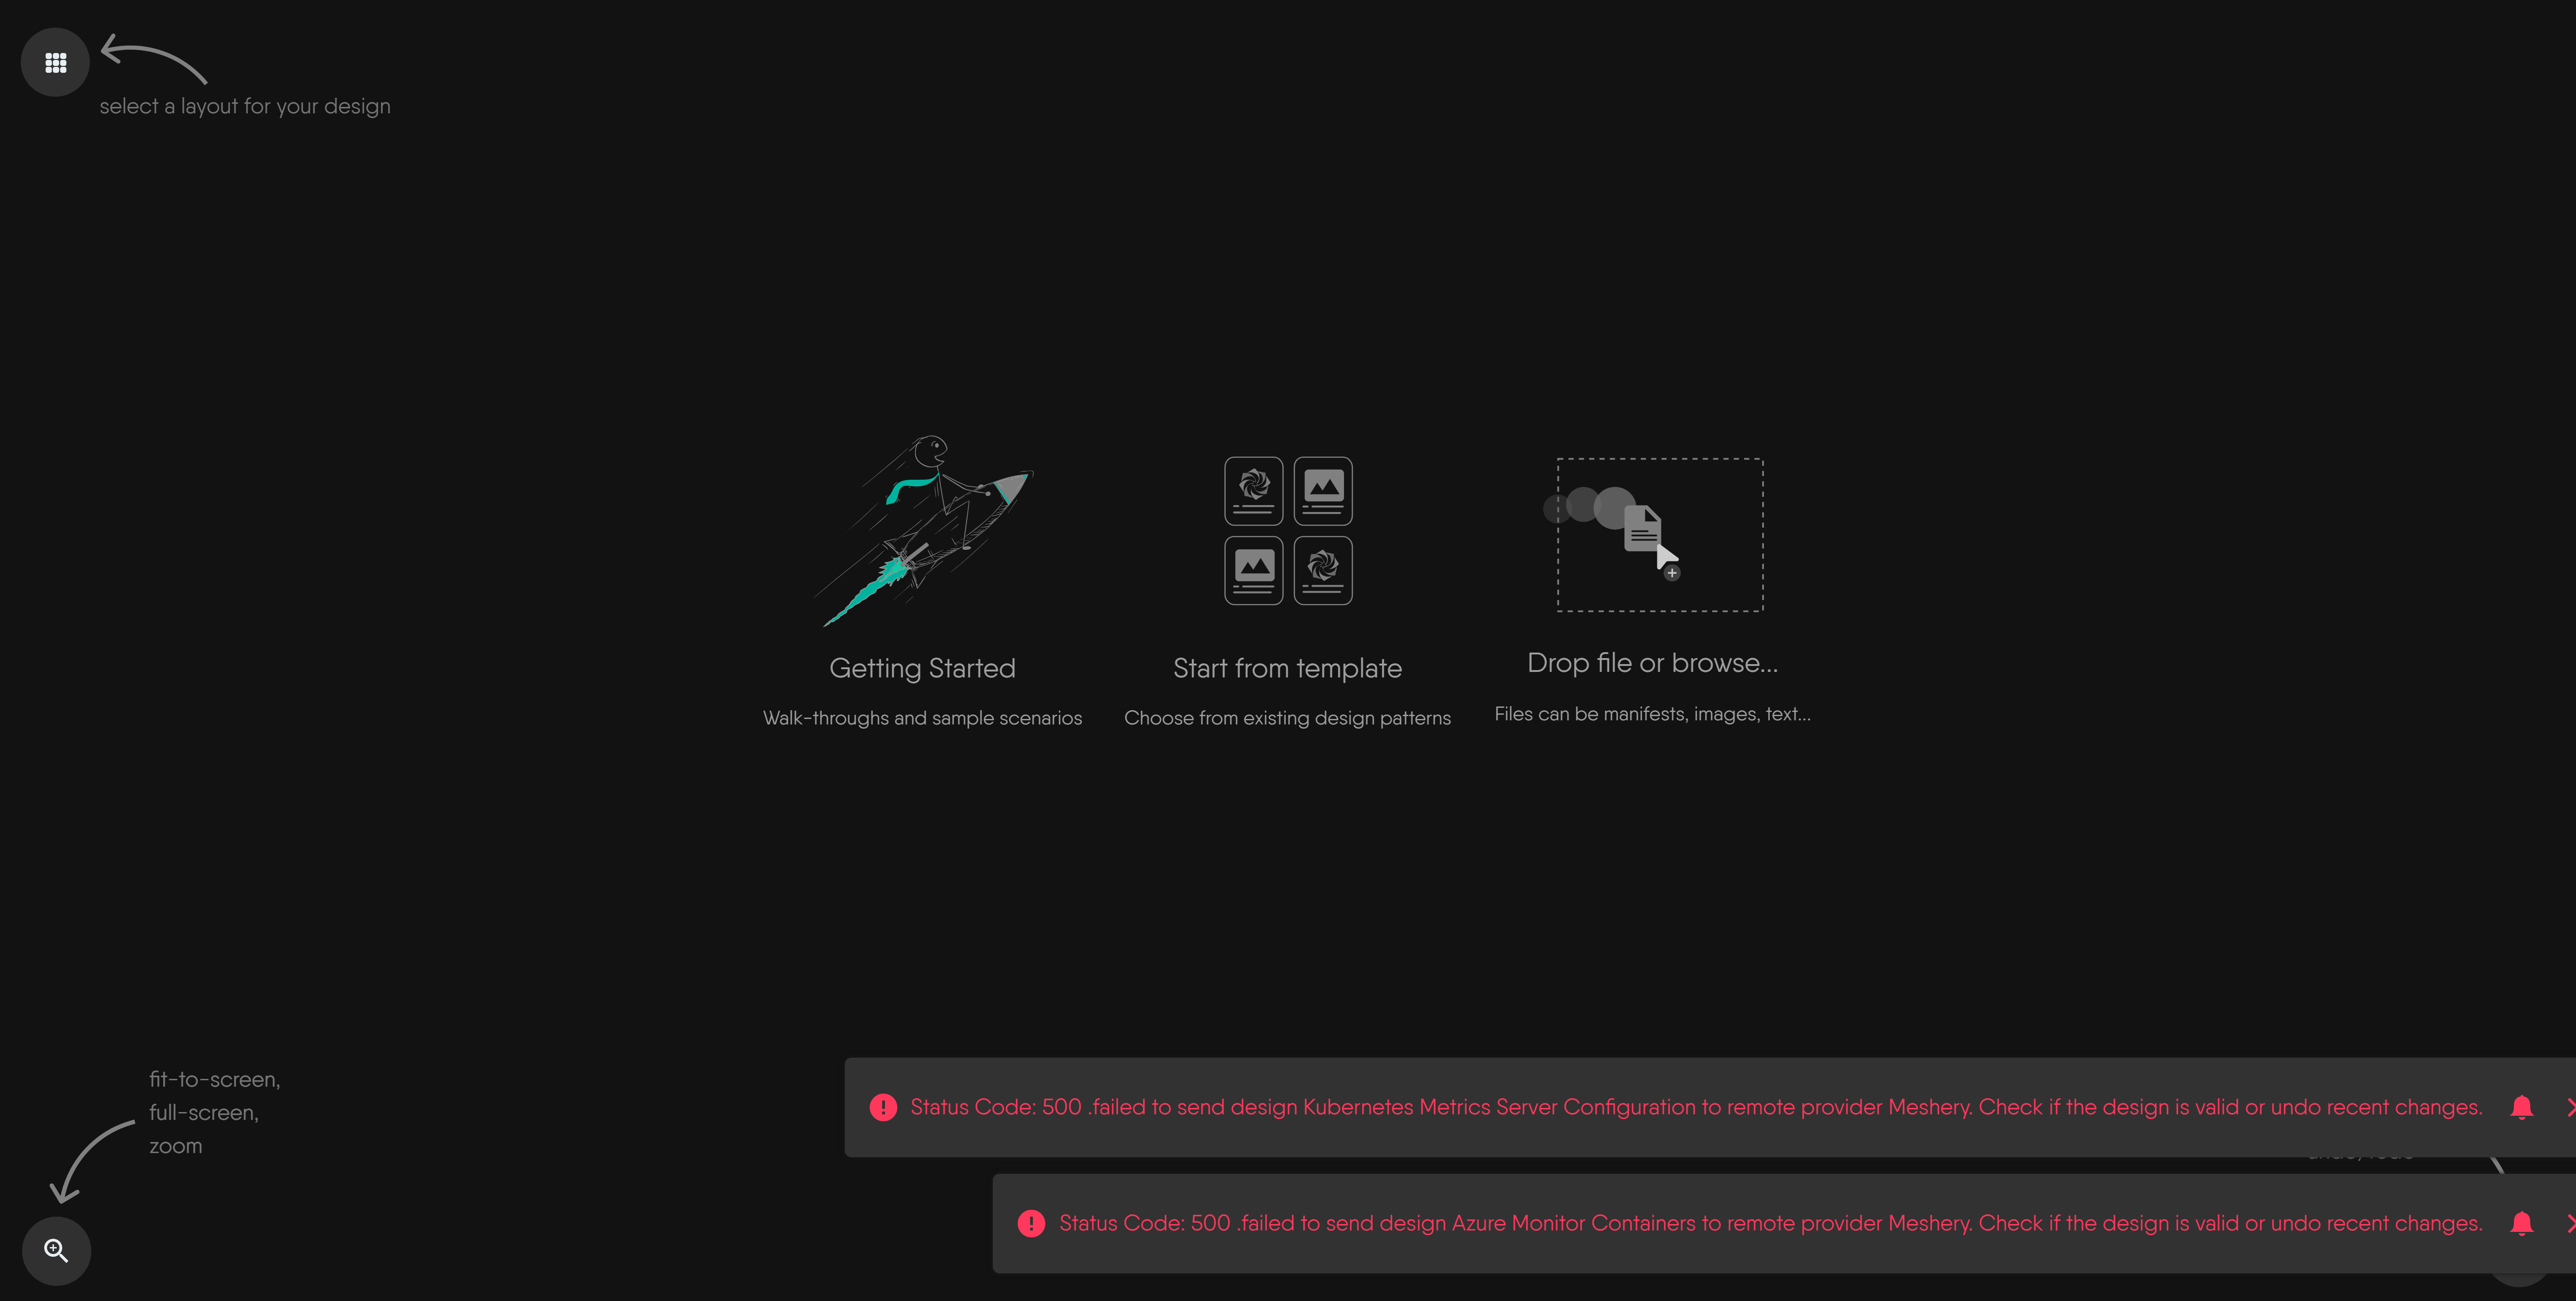 select a layout for your design
Getting Started
Walk-throughs and sample scenarios
Start from template
Choose from existing design patterns
Drop file or browse...
Files can be manifests, images, text...
fit-to-screen,
full-screen,
zoom
Status Code: 500 .failed to send design Kubernetes Metrics Server Configuration to remote provider Meshery. Check if the design is valid or undo recent changes.
Status Code: 500 .failed to send design Azure Monitor Containers to remote provider Meshery. Check if the design is valid or undo recent changes.